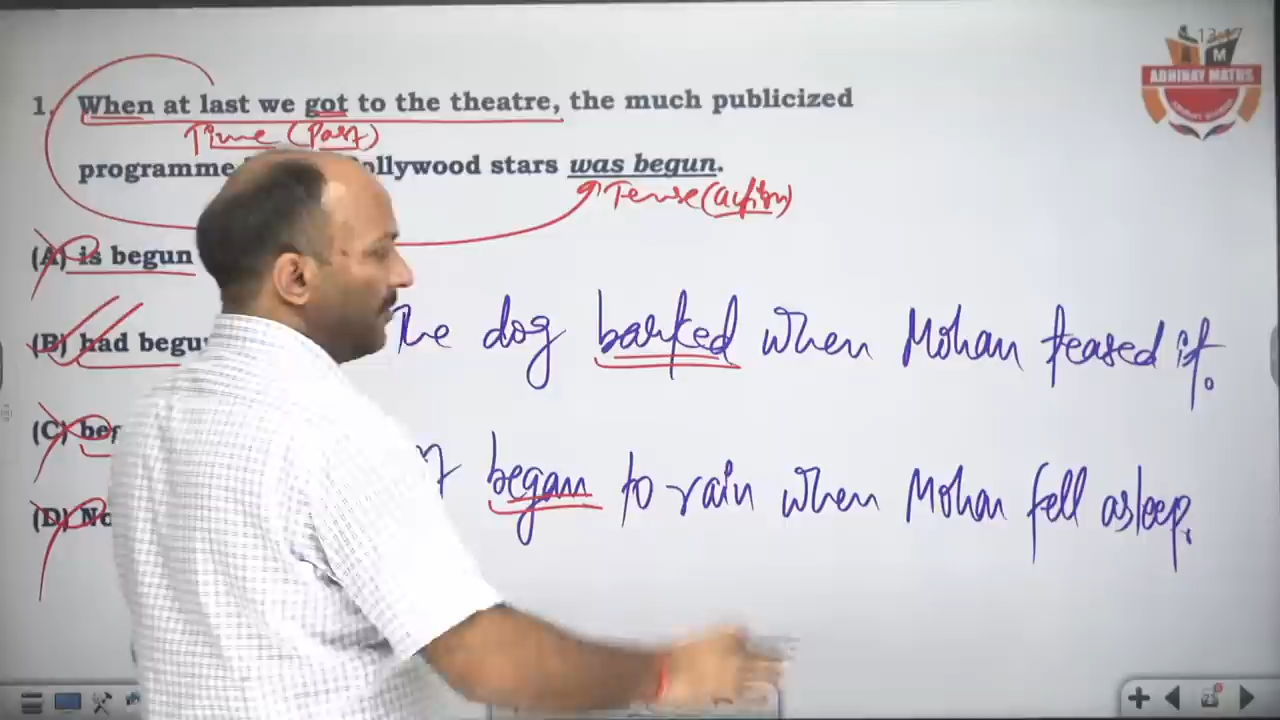 1. When at last we got to the theatre, the much publicized
Time (Past)
programme ollywood stars was begun.
Tense (action)
(A) is begun
(B) had begu
(C) be
(D) No
The dog barked when Mohan teased it.
began to rain when Mohan fell asleep.
A M
ABHINAY MATHS